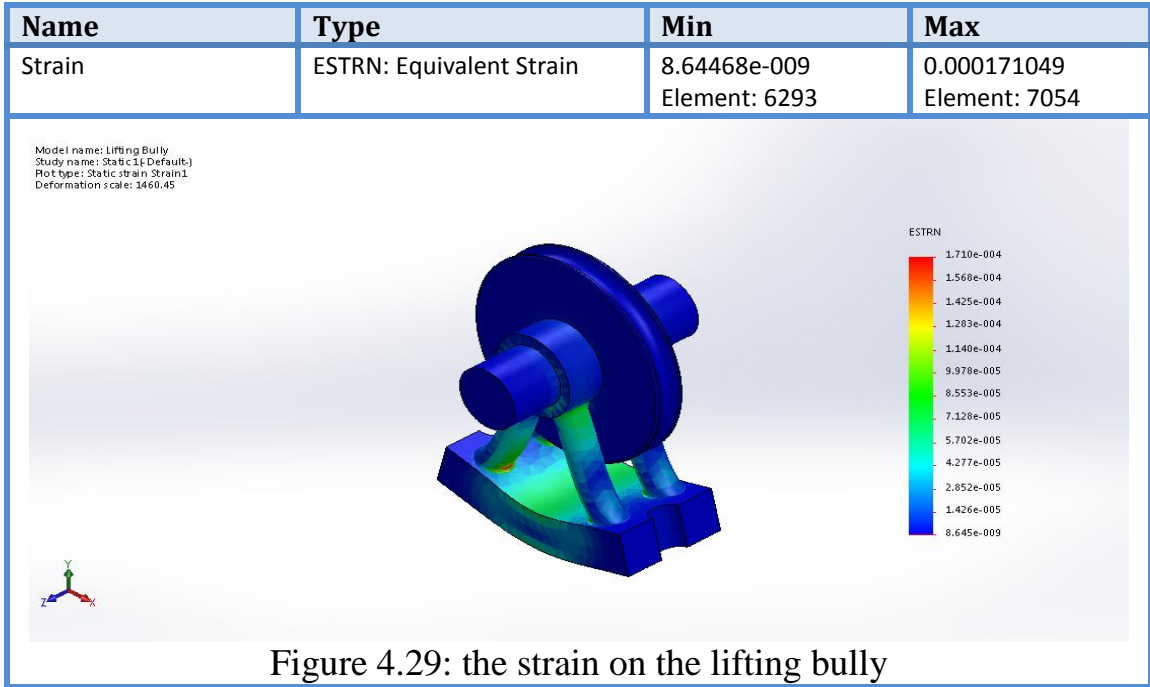 Name Type Min Max
Strain ESTRN: Equivalent Strain 8.64468e-009 0.000171049
Element: 6293 Element: 7054
Model name: Lifting Bully
Study name: Static 1(-Default-)
Plot type: Static strain Strain1
Deformation scale: 1460.45
ESTRN
1.710e-004
1.568e-004
1.425e-004
1.283e-004
1.140e-004
9.978e-005
8.553e-005
7.128e-005
5.702e-005
4.277e-005
2.852e-005
1.426e-005
8.645e-009
Y
Z X
Figure 4.29: the strain on the lifting bully